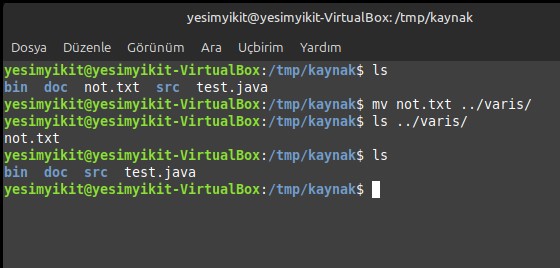 yesimyikit@yesimyikit-VirtualBox: /tmp/kaynak
Dosya Düzenle Görünüm Ara Uçbirim Yardım
yesimyikit@yesimyikit-VirtualBox:/tmp/kaynak$ ls
bin doc not.txt src test.java
yesimyikit@yesimyikit-VirtualBox:/tmp/kaynak$ mv not.txt ../varis/
yesimyikit@yesimyikit-VirtualBox:/tmp/kaynak$ ls ../varis/
not.txt
yesimyikit@yesimyikit-VirtualBox:/tmp/kaynak$ ls
bin doc src test.java
yesimyikit@yesimyikit-VirtualBox:/tmp/kaynak$